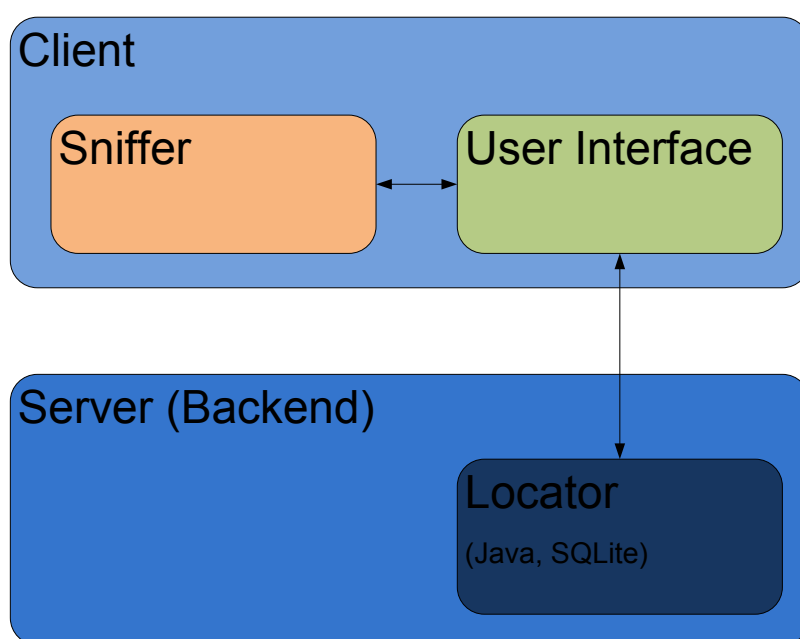 Client
Sniffer
User Interface
Server (Backend)
Locator
(Java, SQLite)